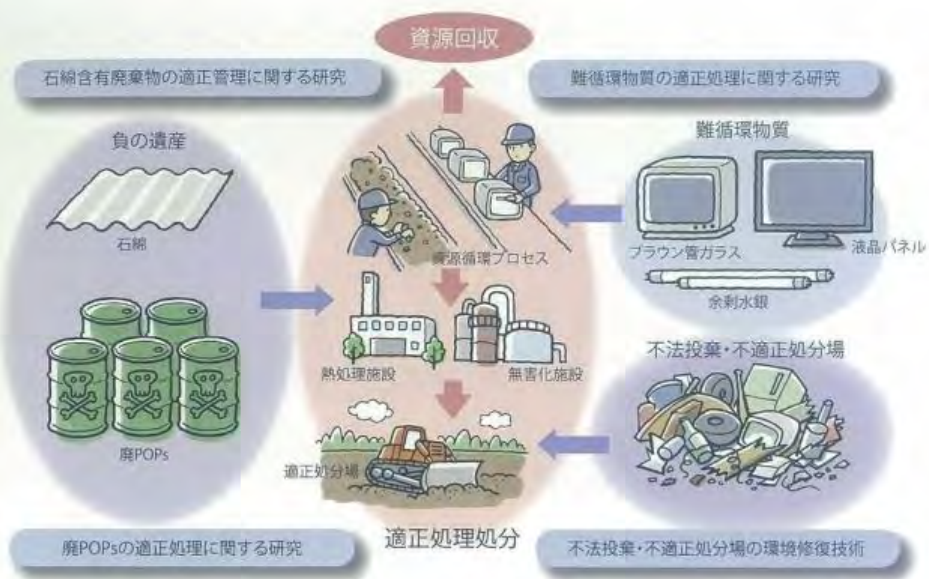 資源回収
石綿含有廃棄物の適正管理に関する研究
難循環物質の適正処理に関する研究
負の遺産
石綿
廃POPs
資源循環プロセス
熱処理施設
無害化施設
適正処分場
適正処理処分
難循環物質
ブラウン管ガラス
液晶パネル
余剰水銀
不法投棄・不適正処分場
廃POPsの適正処理に関する研究
不法投棄・不適正処分場の環境修復技術